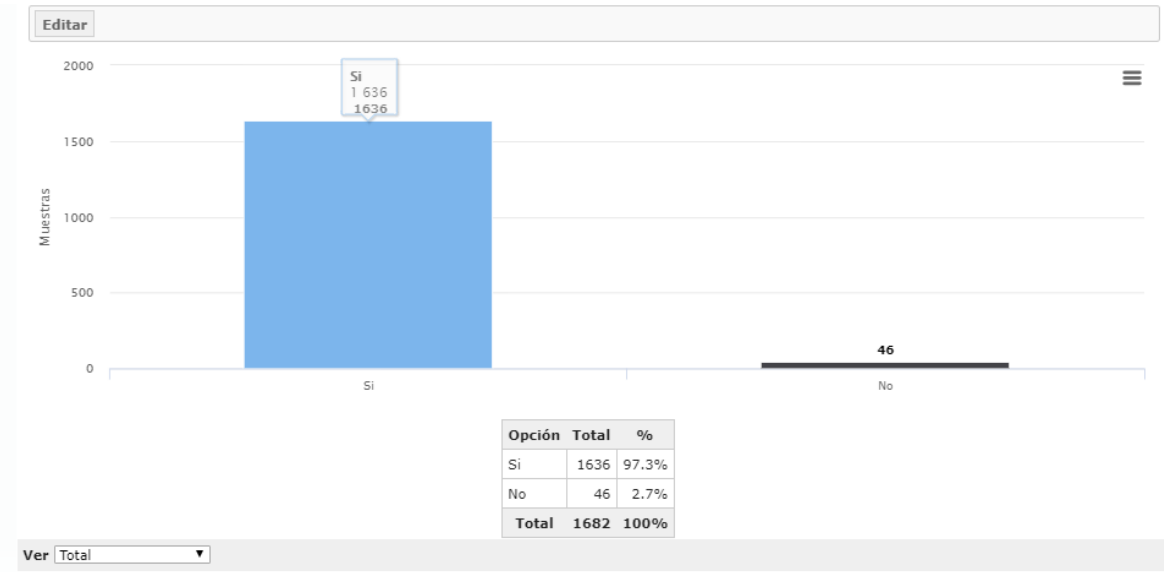 Editar
2000
1500
1000
500
0
Muestras
Si
1 636
1636
46
Si No
Opción Total %
Si 1636 97.3%
No 46 2.7%
Total 1682 100%
Ver Total